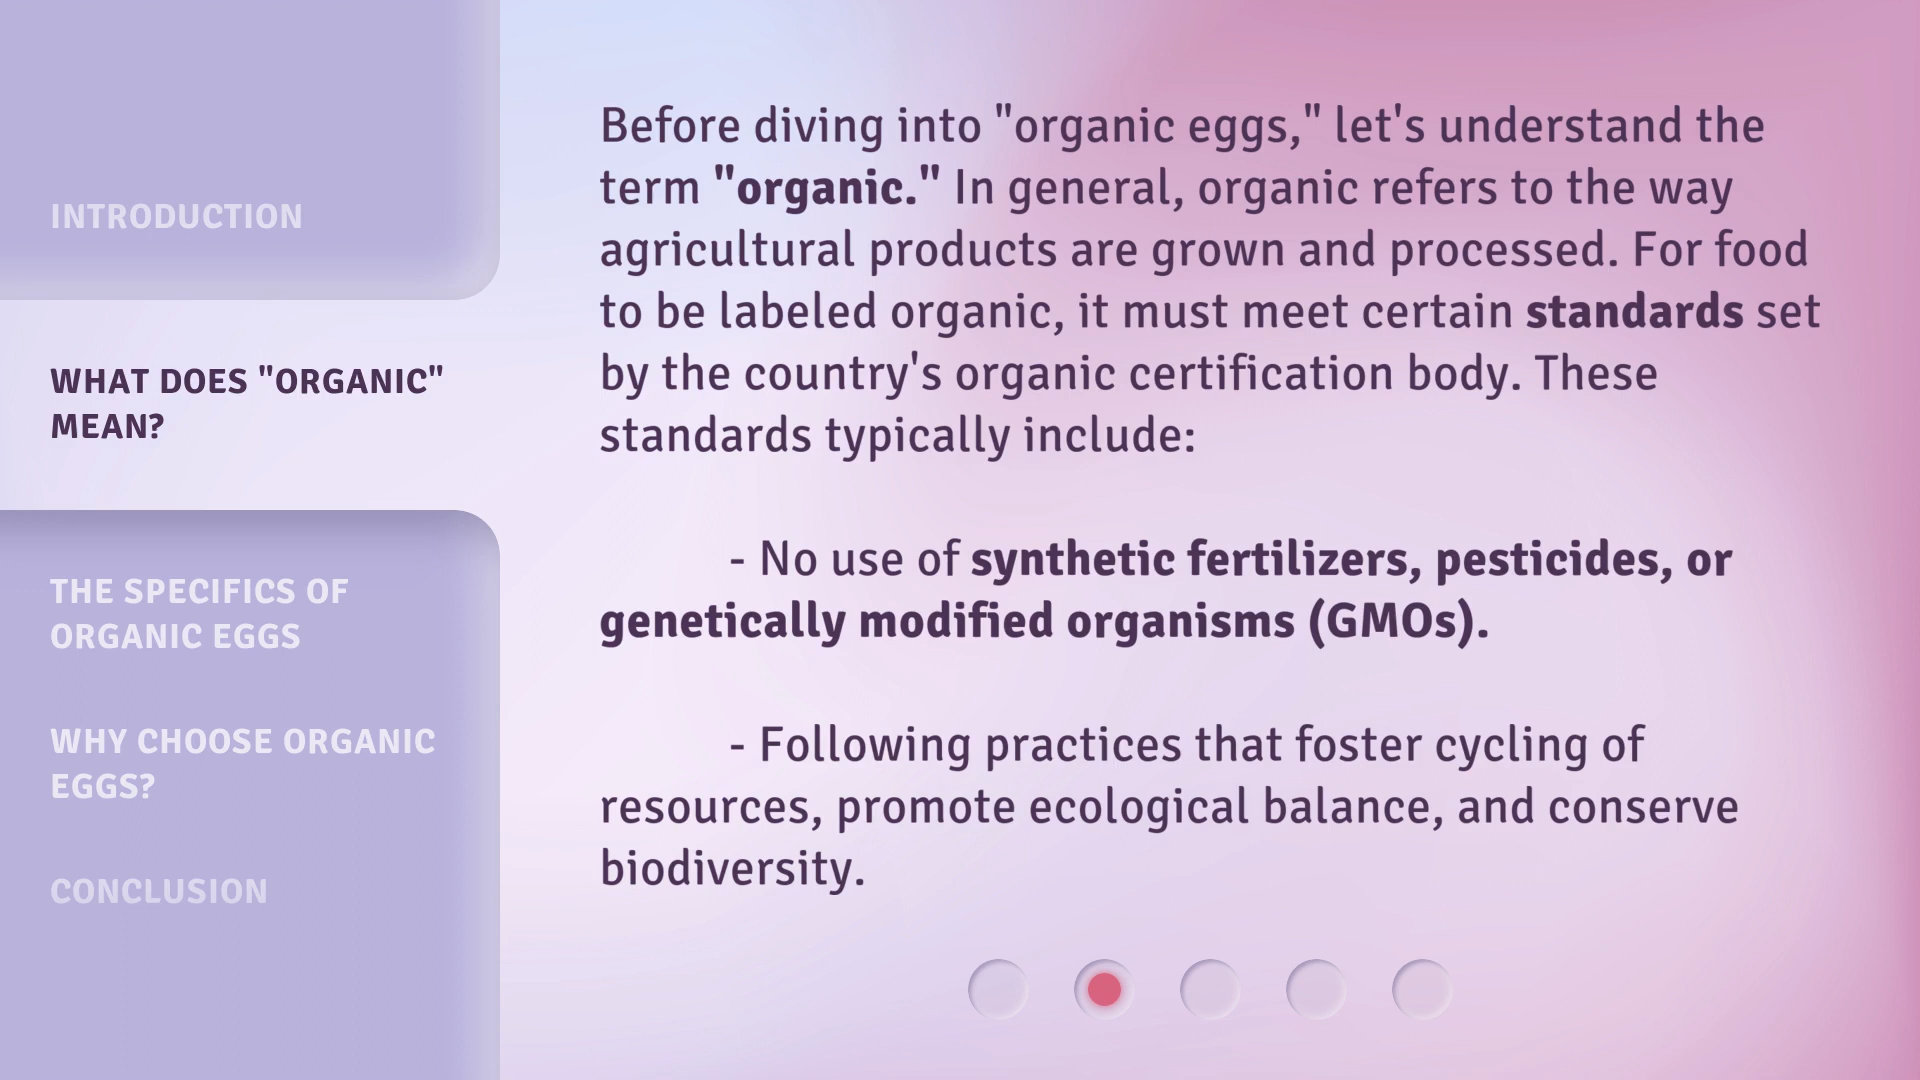 INTRODUCTION
WHAT DOES "ORGANIC"
MEAN?
THE SPECIFICS OF
ORGANIC EGGS
WHY CHOOSE ORGANIC
EGGS?
CONCLUSION
Before diving into "organic eggs," let's understand the
term "organic." In general, organic refers to the way
agricultural products are grown and processed. For food
to be labeled organic, it must meet certain standards set
by the country's organic certification body. These
standards typically include:
- No use of synthetic fertilizers, pesticides, or
genetically modified organisms (GMOs).
- Following practices that foster cycling of
resources, promote ecological balance, and conserve
biodiversity.